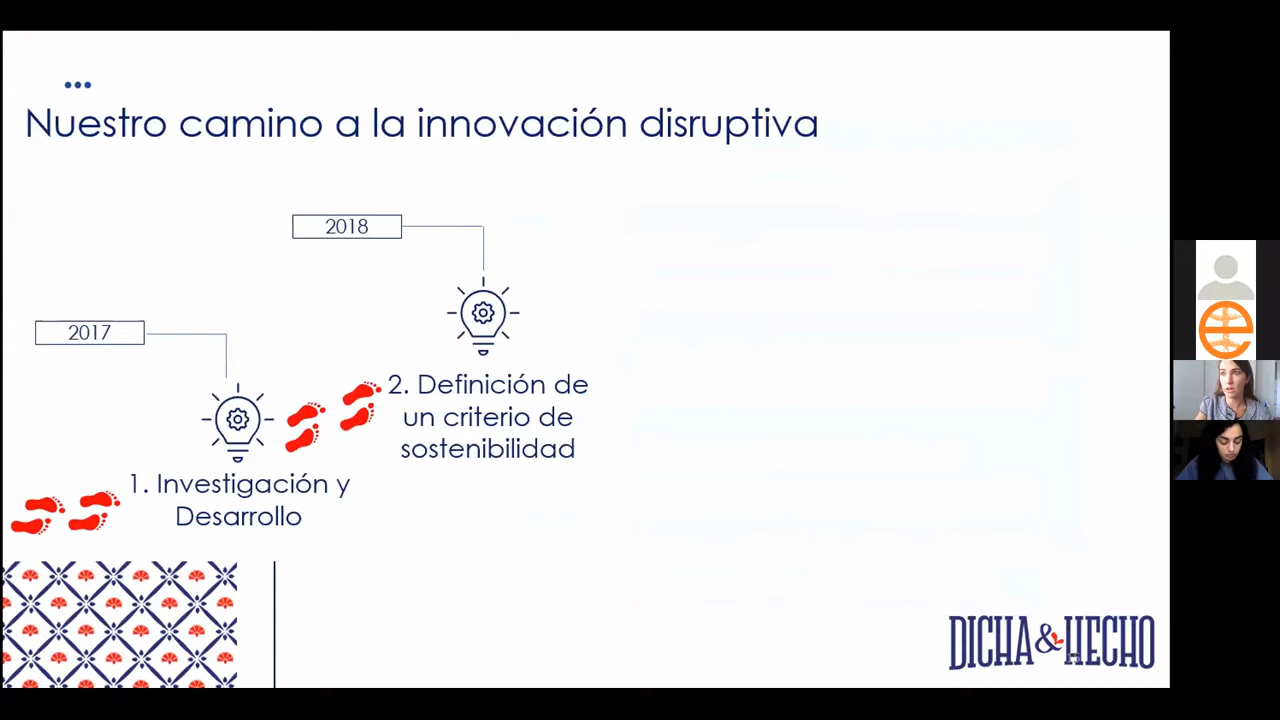 Nuestro camino a la innovación disruptiva
2018
2017
2. Definición de
un criterio de
sostenibilidad
1. Investigación y
Desarrollo
DICHA & HECHO
e